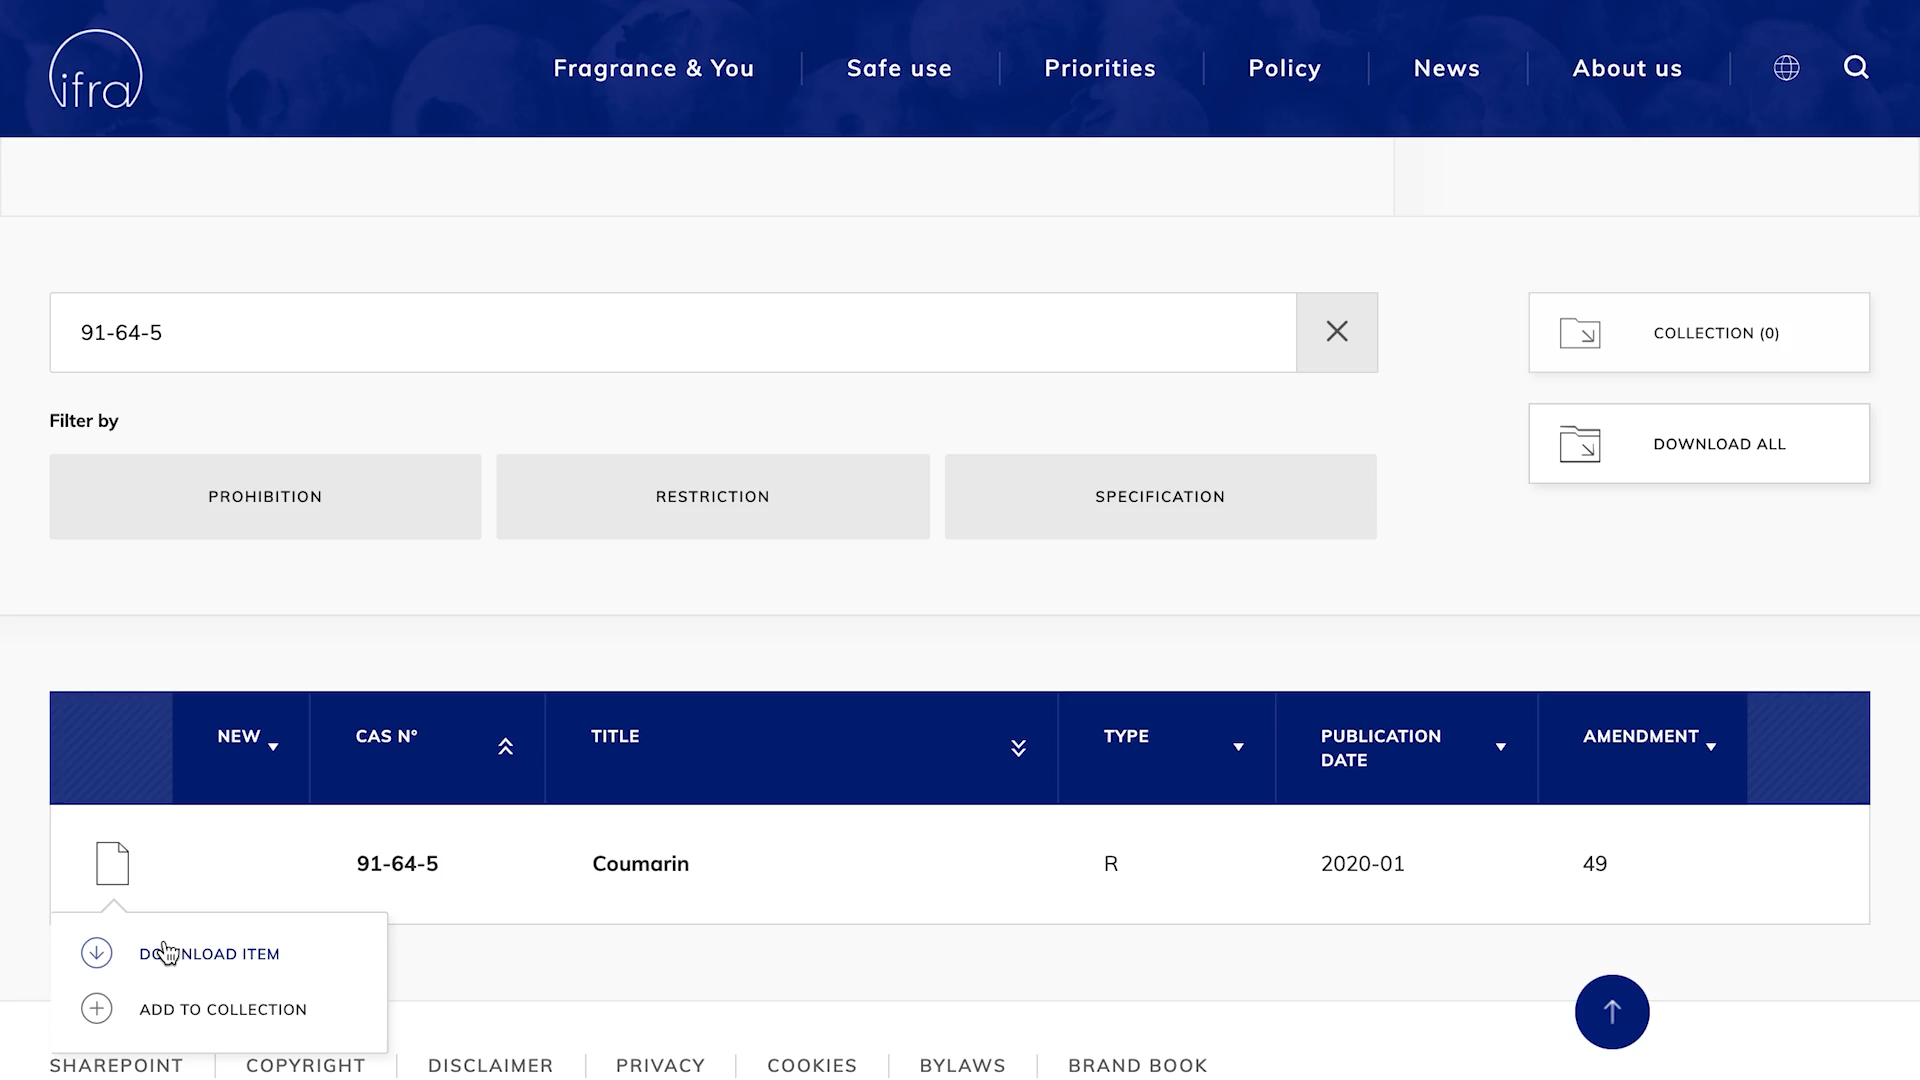 ifra
Fragrance & You
Safe use
Priorities
Policy
News
About us
91-64-5
COLLECTION (0)
Filter by
DOWNLOAD ALL
PROHIBITION
RESTRICTION
SPECIFICATION
NEW
CAS N°
TITLE
TYPE
PUBLICATION
DATE
AMENDMENT
91-64-5
Coumarin
R
2020-01
49
DOWNLOAD ITEM
ADD TO COLLECTION
SHAREPOINT
COPYRIGHT
DISCLAIMER
PRIVACY
COOKIES
BYLAWS
BRAND BOOK